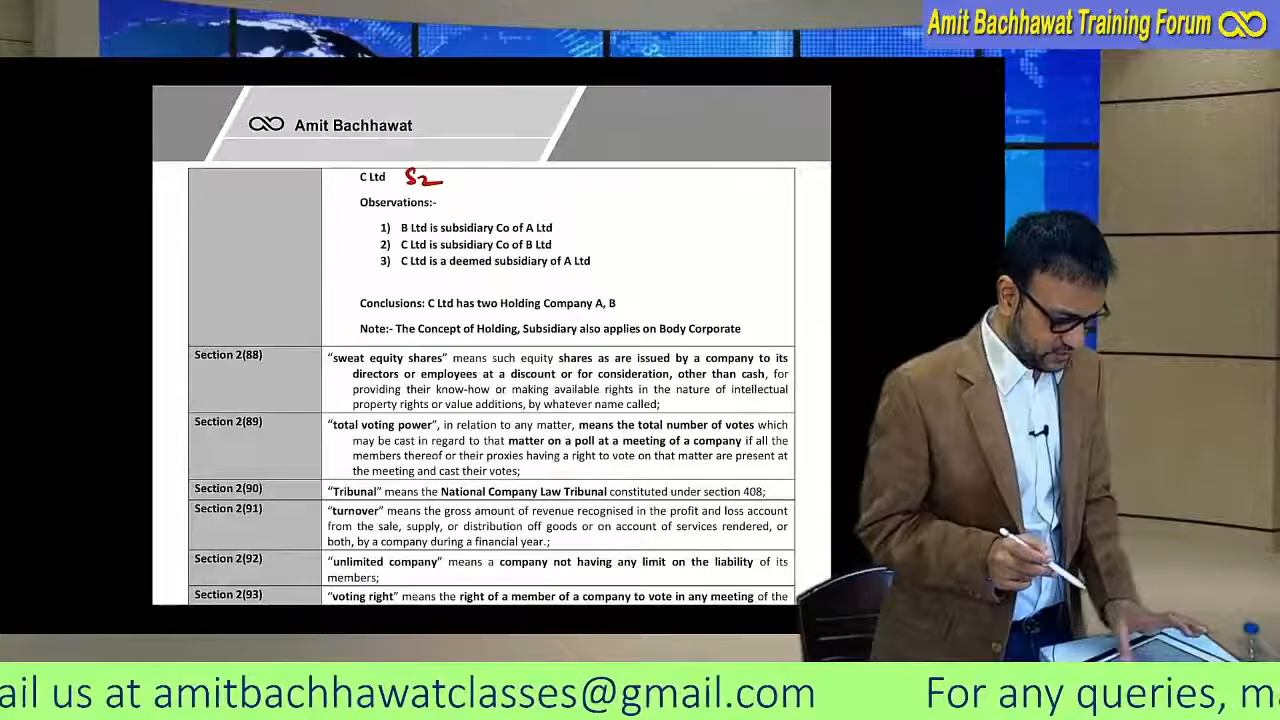 Amit Bachhawat Training Forum
Amit Bachhawat
C Ltd S2
Observations:-
1) B Ltd is subsidiary Co of A Ltd
2) C Ltd is subsidiary Co of B Ltd
3) C Ltd is a deemed subsidiary of A Ltd
Conclusions: C Ltd has two Holding Company A, B
Note:- The Concept of Holding, Subsidiary also applies on Body Corporate
Section 2(88)
“sweat equity shares” means such equity shares as are issued by a company to its
directors or employees at a discount or for consideration, other than cash, for
providing their know-how or making available rights in the nature of intellectual
property rights or value additions, by whatever name called;
Section 2(89)
“total voting power”, in relation to any matter, means the total number of votes which
may be cast in regard to that matter on a poll at a meeting of a company if all the
members thereof or their proxies having a right to vote on that matter are present at
the meeting and cast their votes;
Section 2(90)
“Tribunal” means the National Company Law Tribunal constituted under section 408;
Section 2(91)
“turnover” means the gross amount of revenue recognised in the profit and loss account
from the sale, supply, or distribution off goods or on account of services rendered, or
both, by a company during a financial year.;
Section 2(92)
“unlimited company” means a company not having any limit on the liability of its
members;
Section 2(93)
“voting right” means the right of a member of a company to vote in any meeting of the
ail us at amitbachhawatclasses@gmail.com For any queries, ma